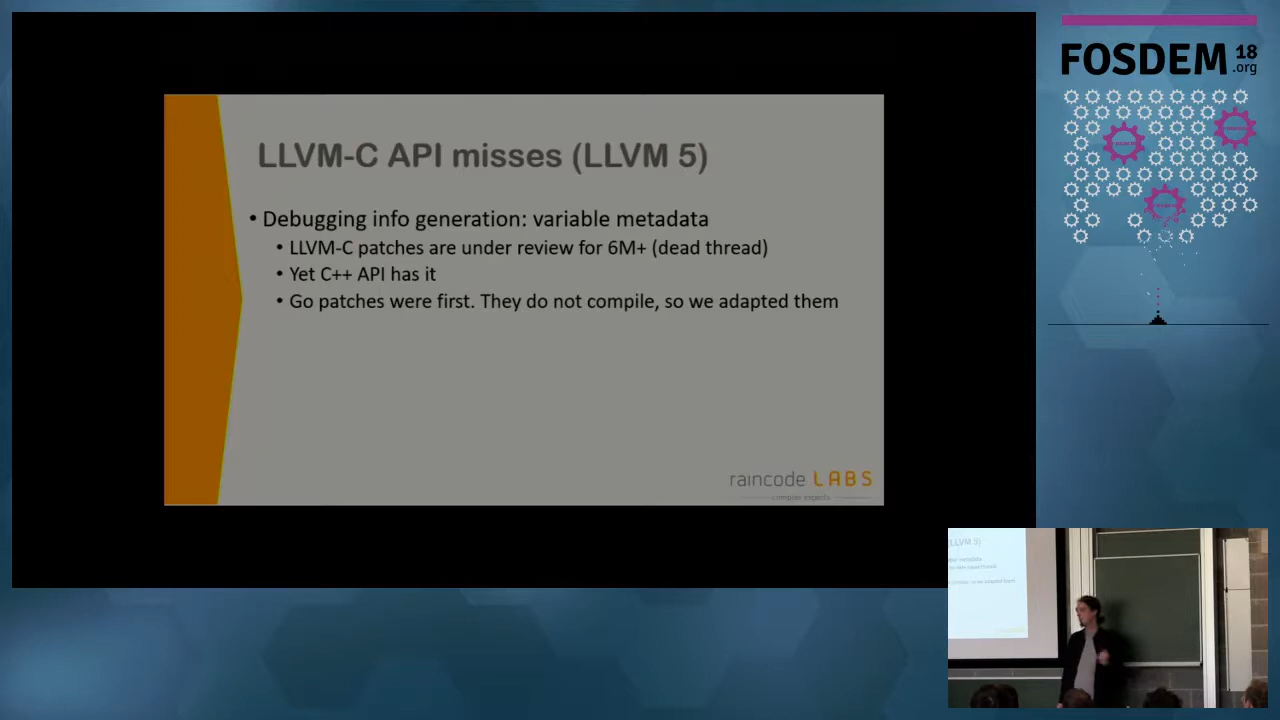 LLVM-C API misses (LLVM 5)
• Debugging info generation: variable metadata
• LLVM-C patches are under review for 6M+ (dead thread)
• Yet C++ API has it
• Go patches were first. They do not compile, so we adapted them
raincode LABS
compiler experts
FOSDEM 18
.org